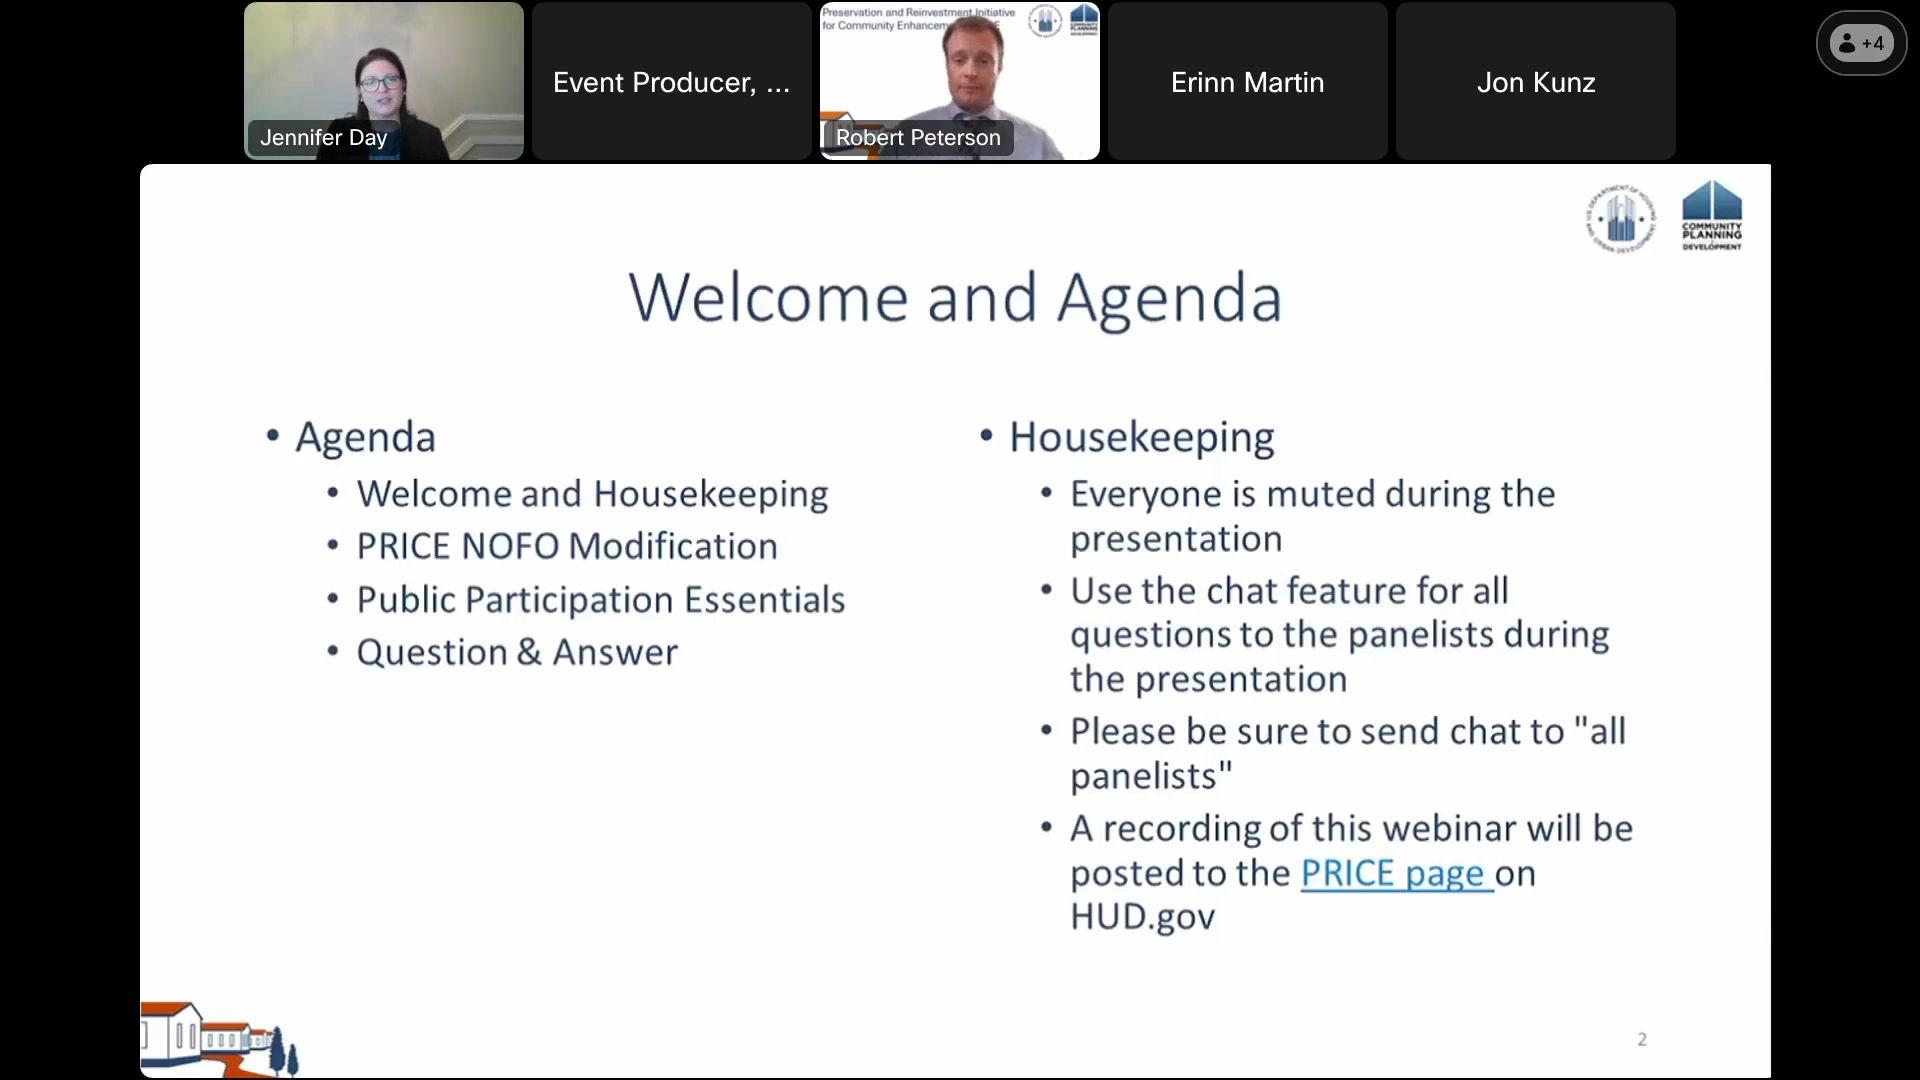 Preservation and Reinvestment Initiative
for Community Enhancem
Jennifer Day
Event Producer, ...
Robert Peterson
Erinn Martin
Jon Kunz
+4
COMMUNITY
PLANNING
DEVELOPMENT
Welcome and Agenda
• Agenda
• Welcome and Housekeeping
• PRICE NOFO Modification
• Public Participation Essentials
• Question & Answer
• Housekeeping
• Everyone is muted during the
presentation
• Use the chat feature for all
questions to the panelists during
the presentation
• Please be sure to send chat to "all
panelists"
• A recording of this webinar will be
posted to the PRICE page on
HUD.gov
2